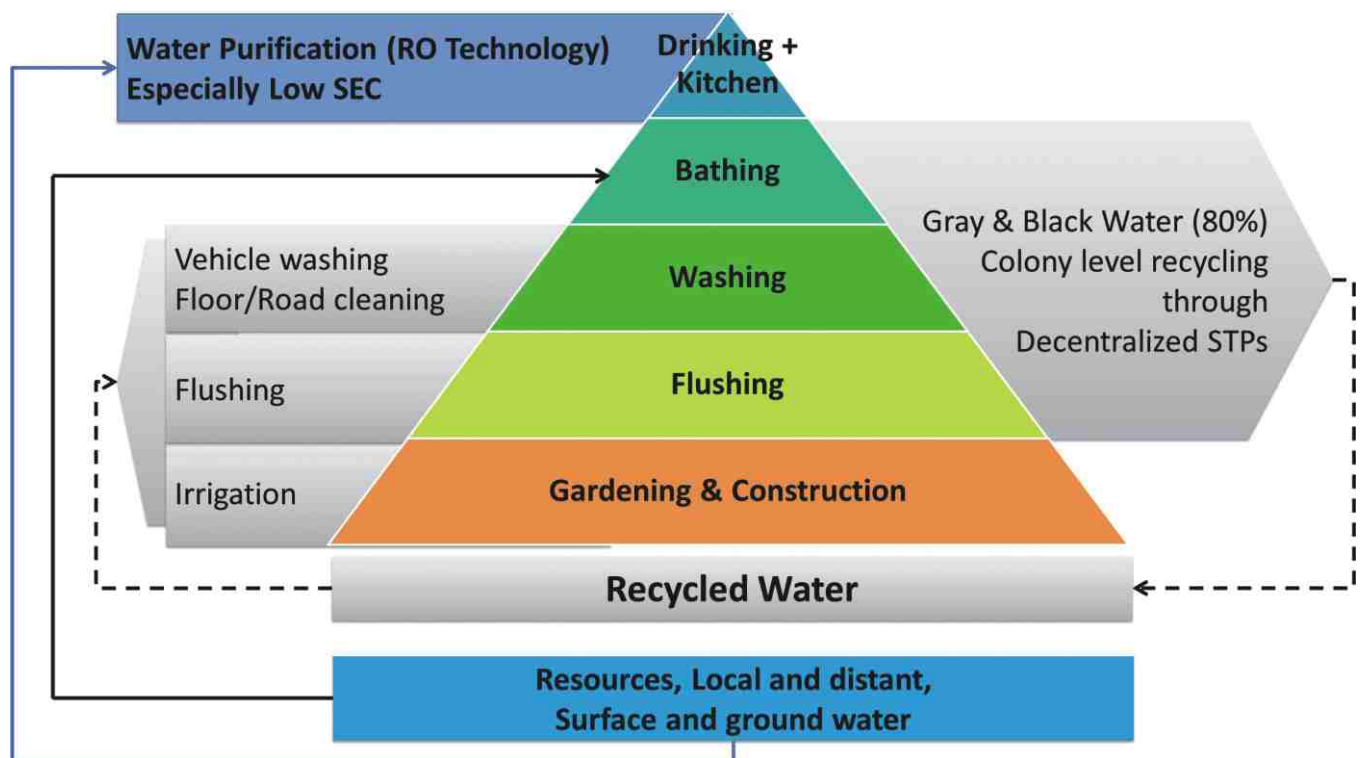 Water Purification (RO Technology)
Especially Low SEC
Drinking +
Kitchen
Bathing
Washing
Flushing
Gardening & Construction
Vehicle washing
Floor/Road cleaning
Flushing
Irrigation
Gray & Black Water (80%)
Colony level recycling
through
Decentralized STPs
Recycled Water
Resources, Local and distant,
Surface and ground water